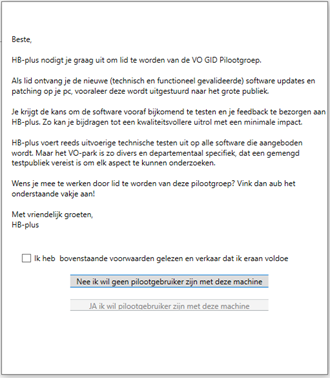 Beste,
HB-plus nodigt je graag uit om lid te worden van de VO GID Pilootgroep.
Als lid ontvang je de nieuwe (technisch en functioneel gevalideerde) software updates en
patching op je pc, vooraleer deze wordt uitgestuurd naar het grote publiek.
Je krijgt de kans om de software vooraf bijkomend te testen en je feedback te bezorgen aan
HB-plus. Zo kan je bijdragen tot een kwaliteitsvollere uitrol met een minimale impact.
HB-plus voert reeds uitvoerige technische testen uit op alle software die aangeboden
wordt. Maar het VO-park is zo divers en departementaal specifiek, dat een gemengd
testpubliek vereist is om elk aspect te kunnen onderzoeken.
Wens je mee te werken door lid te worden van deze pilootgroep? Vink dan aub het
onderstaande vakje aan!
Met vriendelijk groeten,
HB-plus
Ik heb bovenstaande voorwaarden gelezen en verkaar dat ik eraan voldoe
Nee ik wil geen pilootgebruiker zijn met deze machine
JA ik wil pilootgebruiker zijn met deze machine